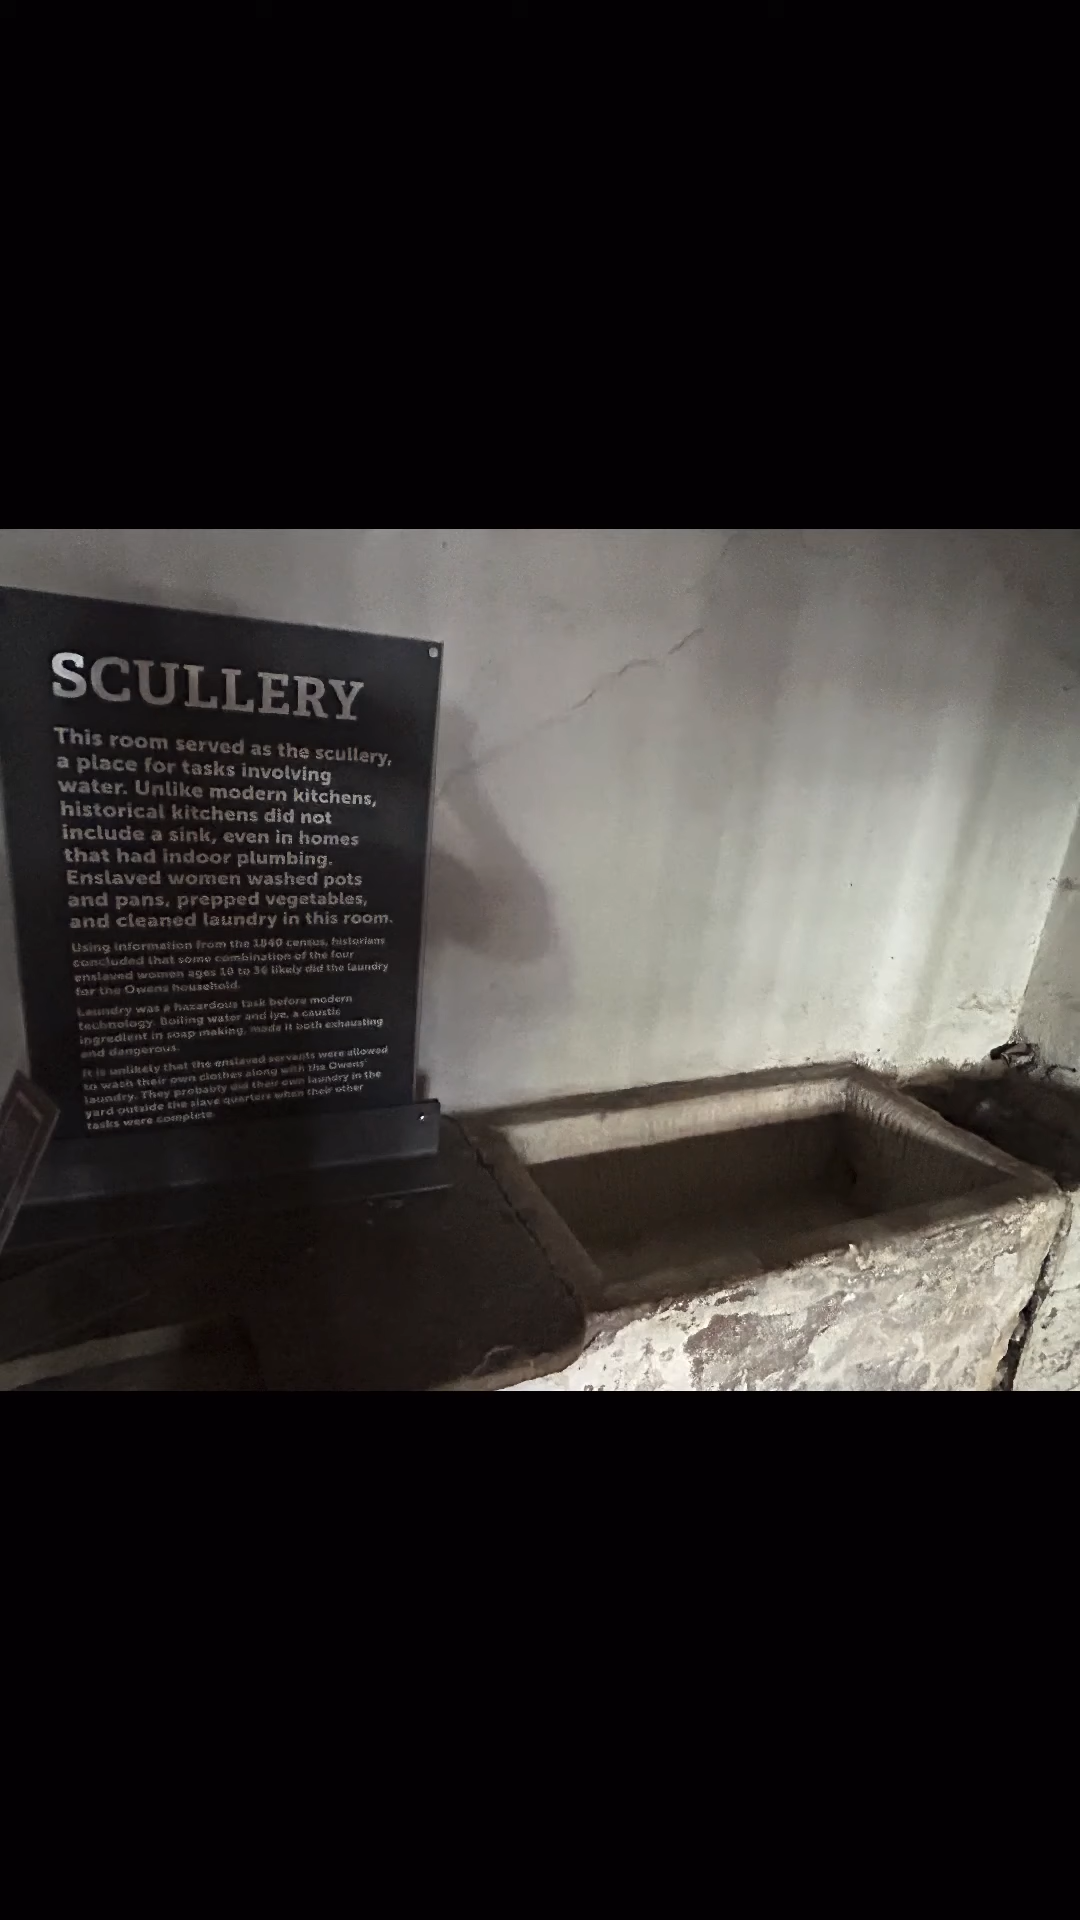 SCULLERY
This room served as the scullery,
a place for tasks involving
water. Unlike modern kitchens,
historical kitchens did not
include a sink, even in homes
that had indoor plumbing.
Enslaved women washed pots
and pans, prepped vegetables,
and cleaned laundry in this room.
Using information from the 1840 census, historians
concluded that some combination of the four
enslaved women ages 10 to 36 likely did the laundry
for the Owens household.
Laundry was a hazardous task before modern
technology. Boiling water and lye, a caustic
ingredient in soap making, made it both exhausting
and dangerous.
It is unlikely that the enslaved servants were allowed
to wash their own clothes along with the Owens'
laundry. They probably did their own laundry in the
yard outside the slave quarters when their other
tasks were complete.